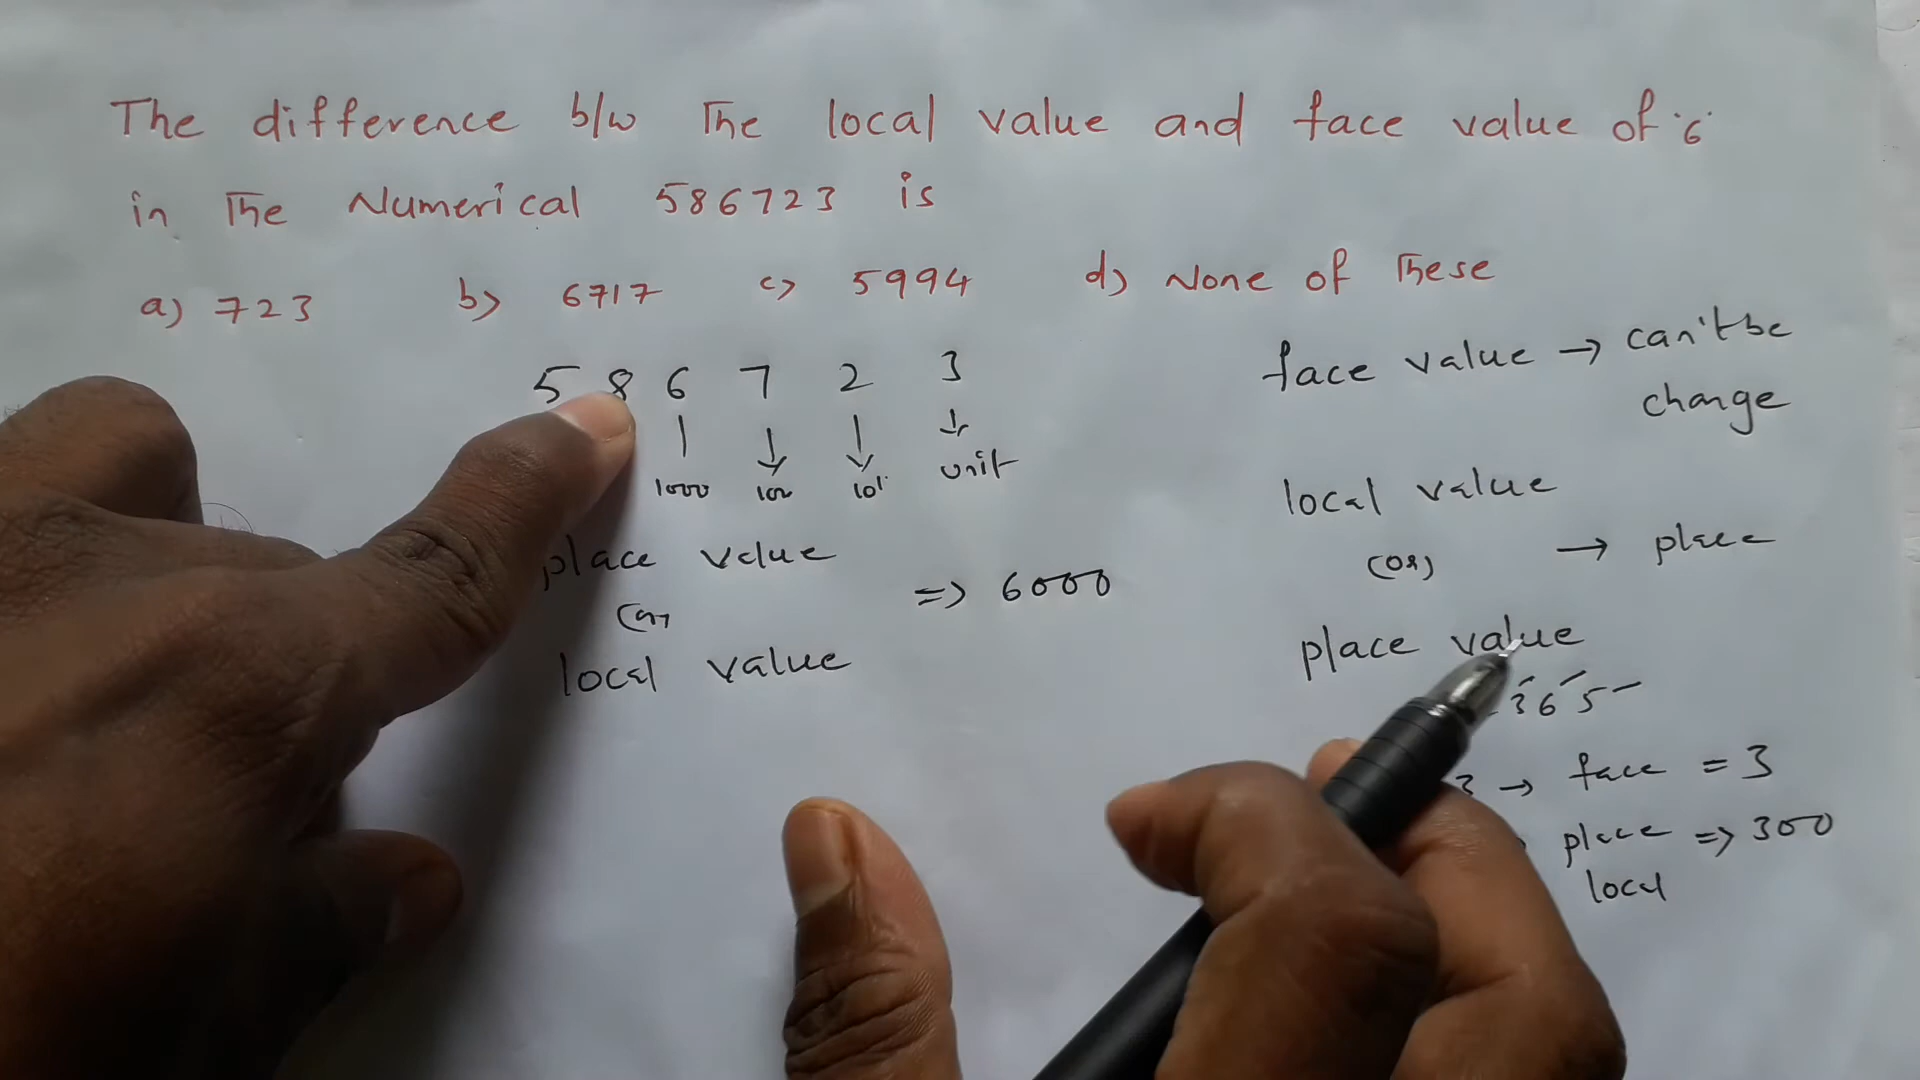 The difference b/w The local value and face value of '6'
in The Numerical 586723 is
a) 723 b) 6717 c) 5994 d) None of These
5 8 6 7 2 3
1000 100 10 unit
place value
(or)
local value
=> 6000
face value → can't be
change
local value
(or) → place
place value
365
3 → face = 3
place => 300
local